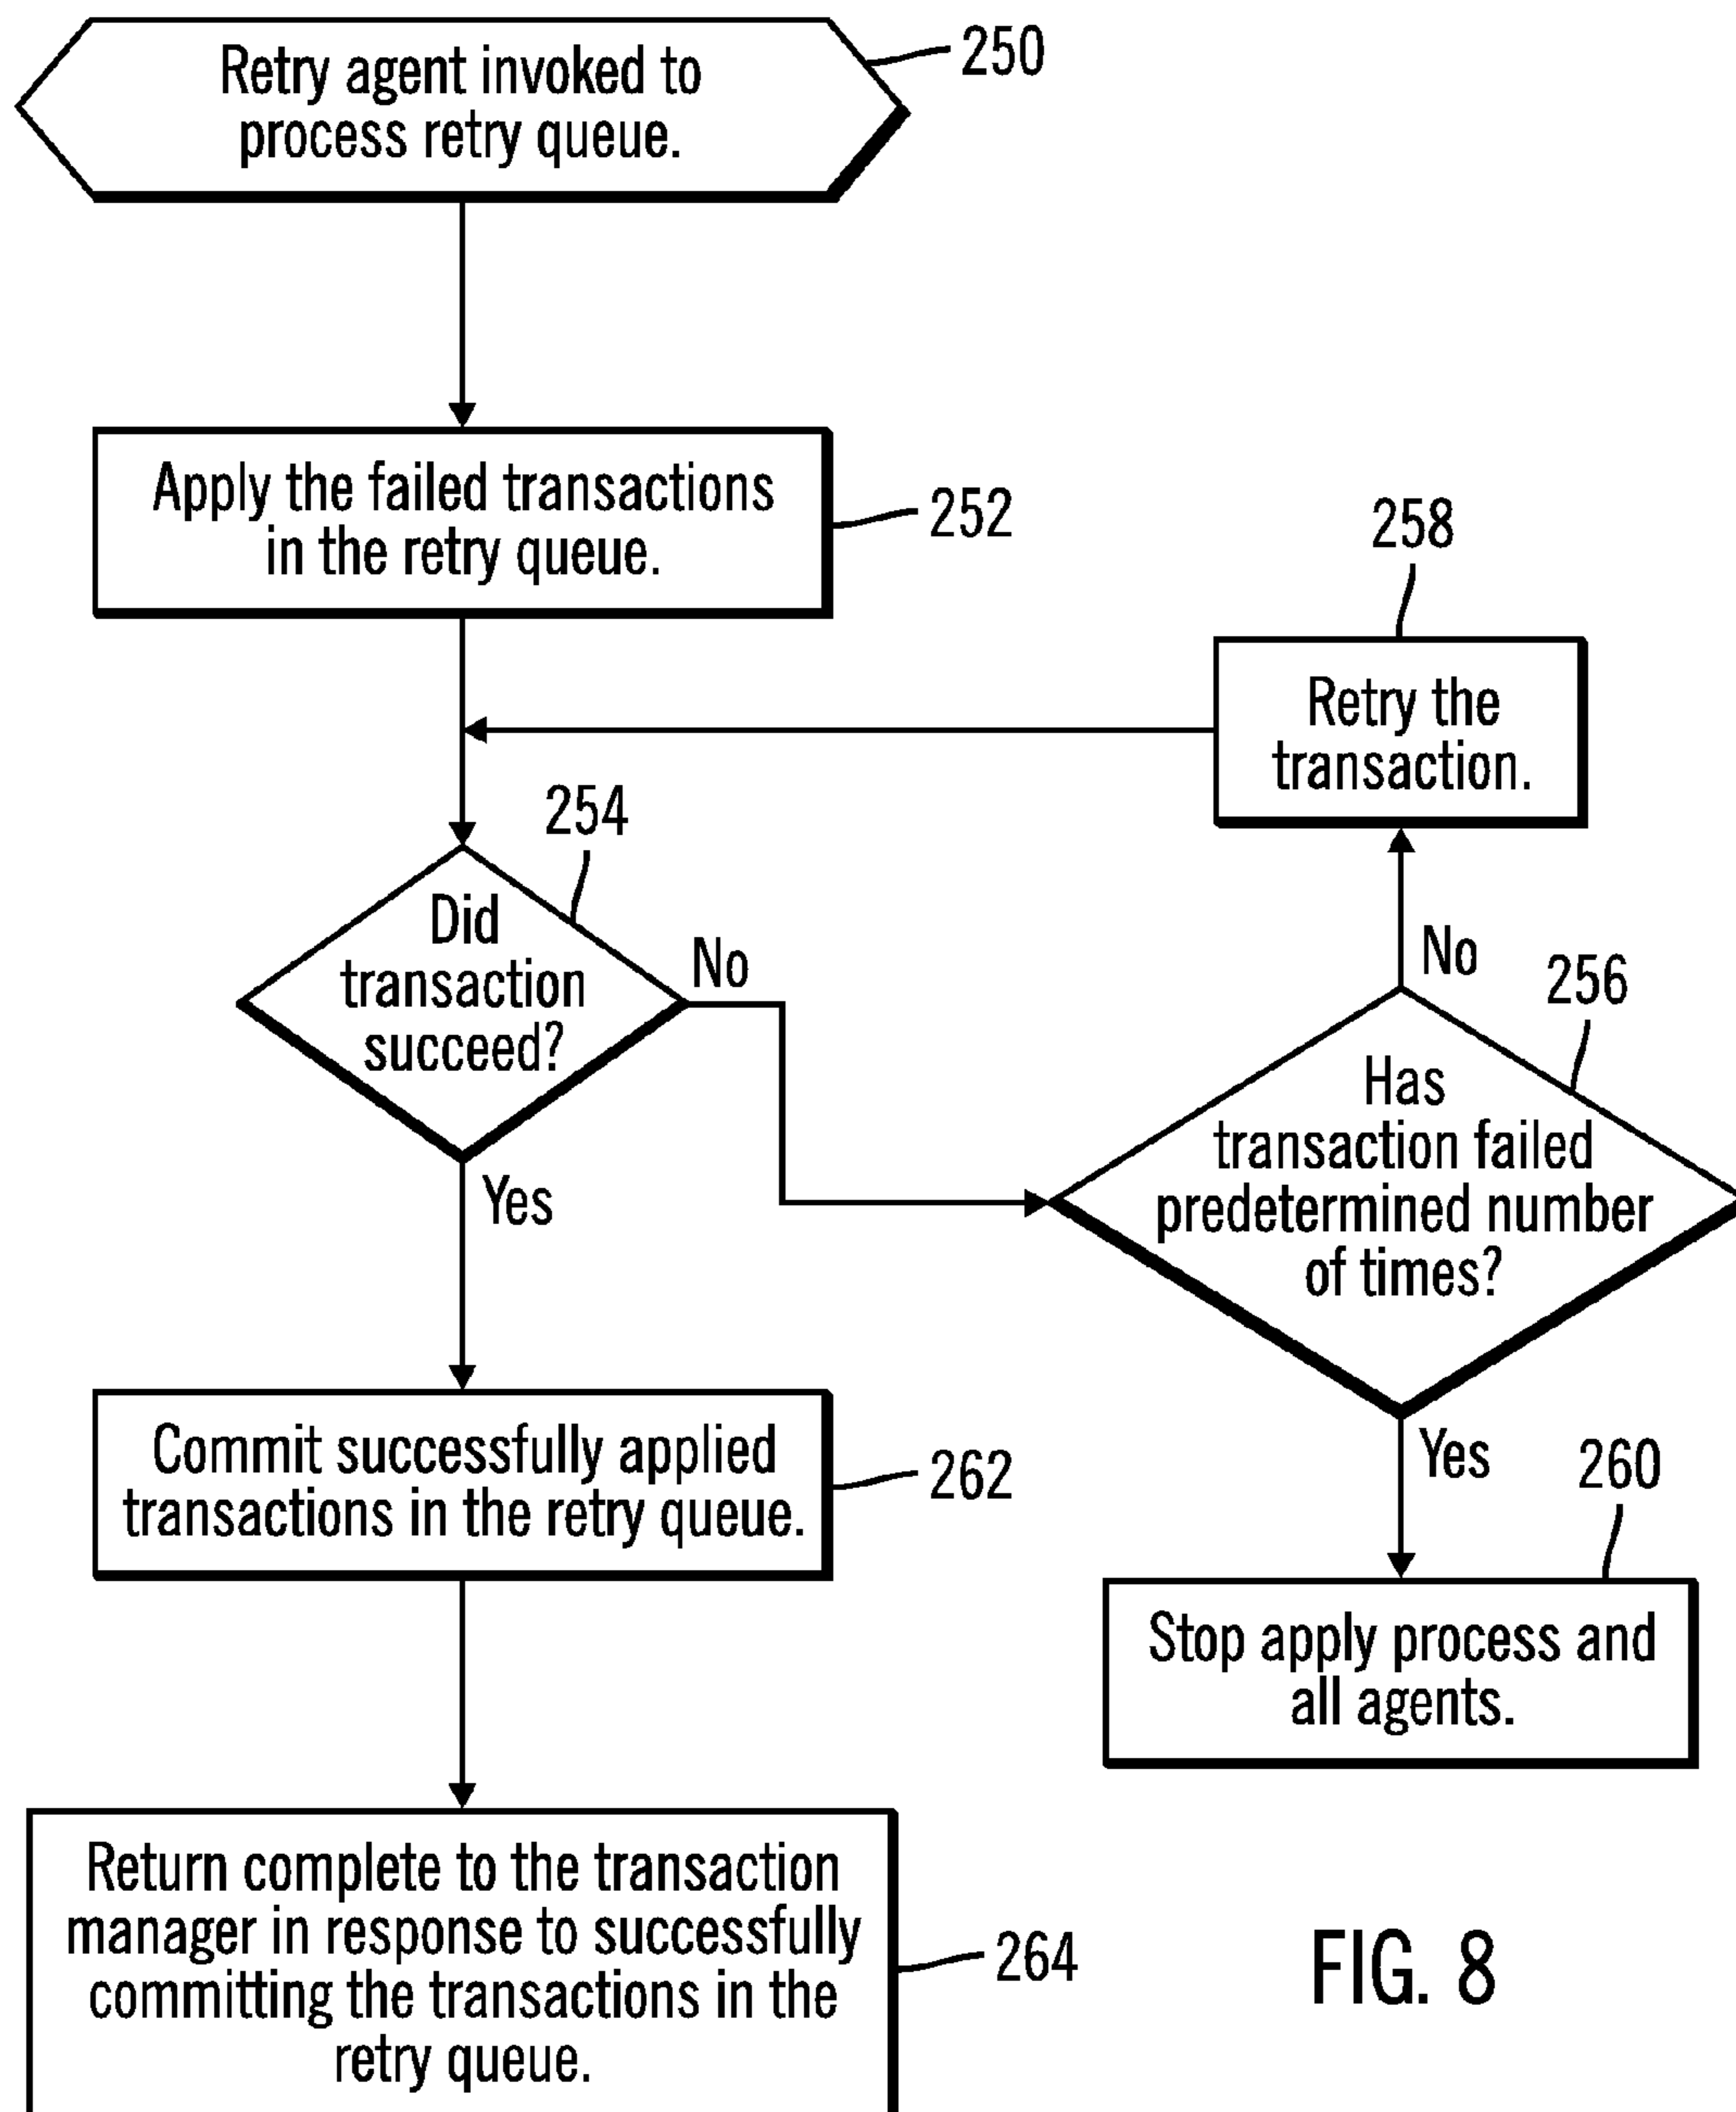 Retry agent invoked to
process retry queue.
250
Apply the failed transactions
in the retry queue.
252
258
Retry the
transaction.
254
Did
transaction
succeed?
No
Yes
No
256
Has
transaction failed
predetermined number
of times?
Yes
260
Commit successfully applied
transactions in the retry queue.
262
Stop apply process and
all agents.
Return complete to the transaction
manager in response to successfully
committing the transactions in the
retry queue.
264
FIG. 8